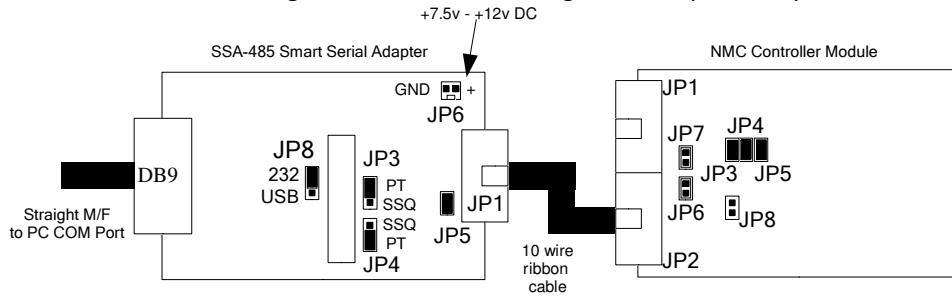 +7.5v - +12v DC
SSA-485 Smart Serial Adapter
NMC Controller Module
GND
+
JP6
DB9
Straight M/F
to PC COM Port
JP8
232
USB
JP3
PT
SSQ
SSQ
PT
JP4
JP5
JP1
10 wire
ribbon
cable
JP1
JP7
JP4
JP3
JP5
JP6
JP8
JP2